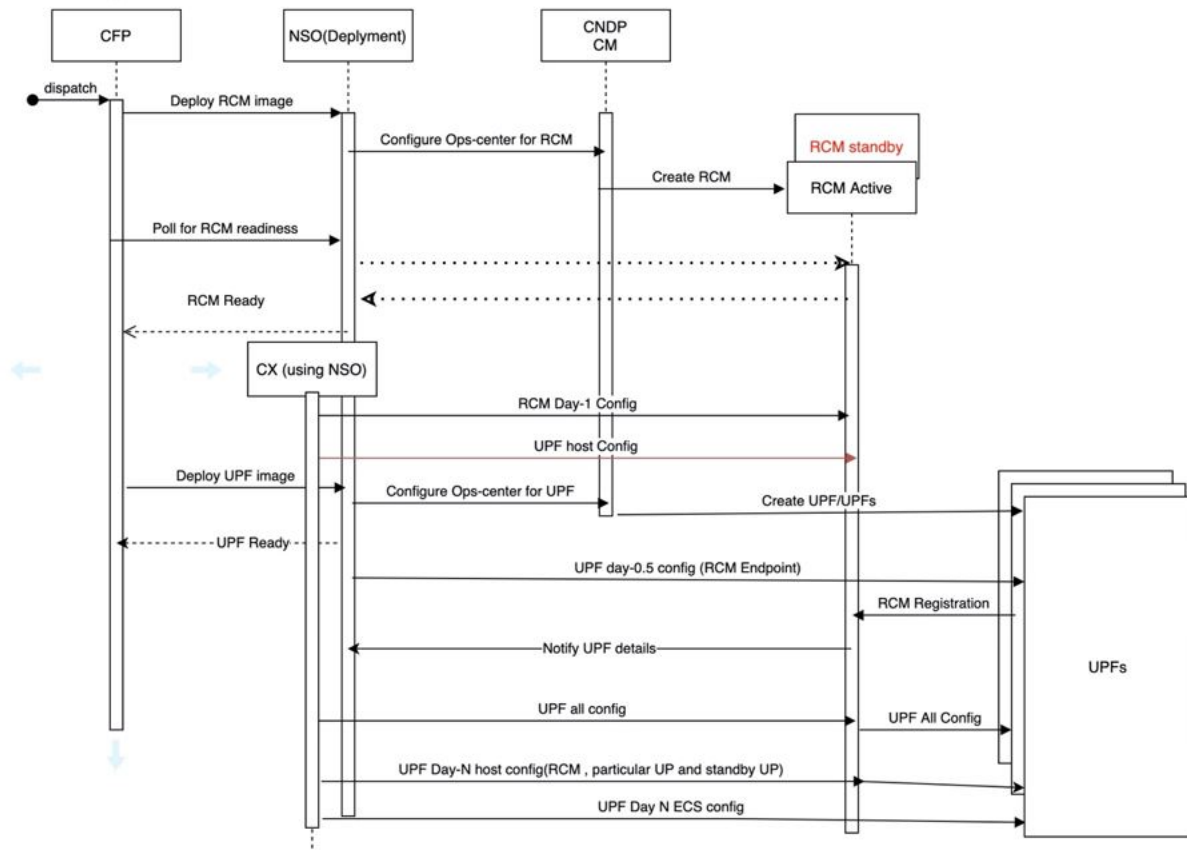 CFP
NSO(Deplyment)
CNDP
CM
dispatch
Deploy RCM image
Configure Ops-center for RCM
RCM standby
Create RCM
RCM Active
Poll for RCM readiness
RCM Ready
CX (using NSO)
RCM Day-1 Config
UPF host Config
Deploy UPF image
Configure Ops-center for UPF
Create UPF/UPFs
UPF Ready
UPF day-0.5 config (RCM Endpoint)
RCM Registration
Notify UPF details
UPFs
UPF all config
UPF All Config
UPF Day-N host config(RCM , particular UP and standby UP)
UPF Day N ECS config